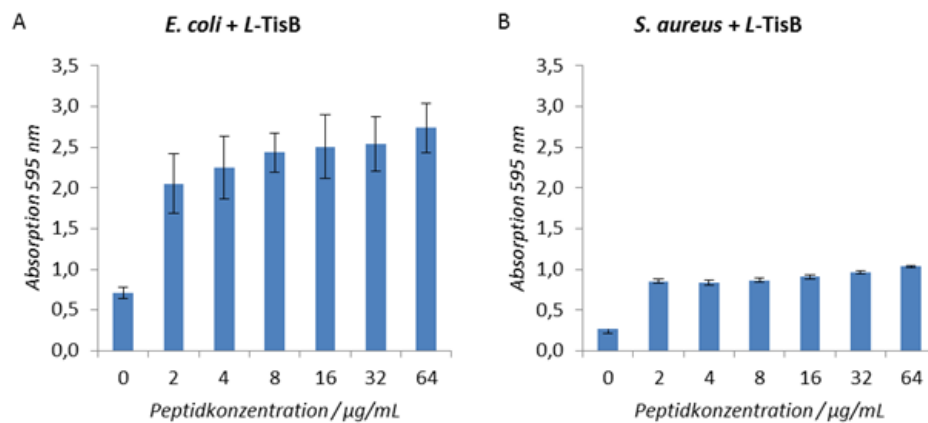 A
E. coli + L-TisB
3,5
3,0
2,5
2,0
1,5
1,0
0,5
0,0
Absorption 595 nm
0 2 4 8 16 32 64
Peptidkonzentration / µg/mL
B
S. aureus + L-TisB
3,5
3,0
2,5
2,0
1,5
1,0
0,5
0,0
Absorption 595 nm
0 2 4 8 16 32 64
Peptidkonzentration / µg/mL